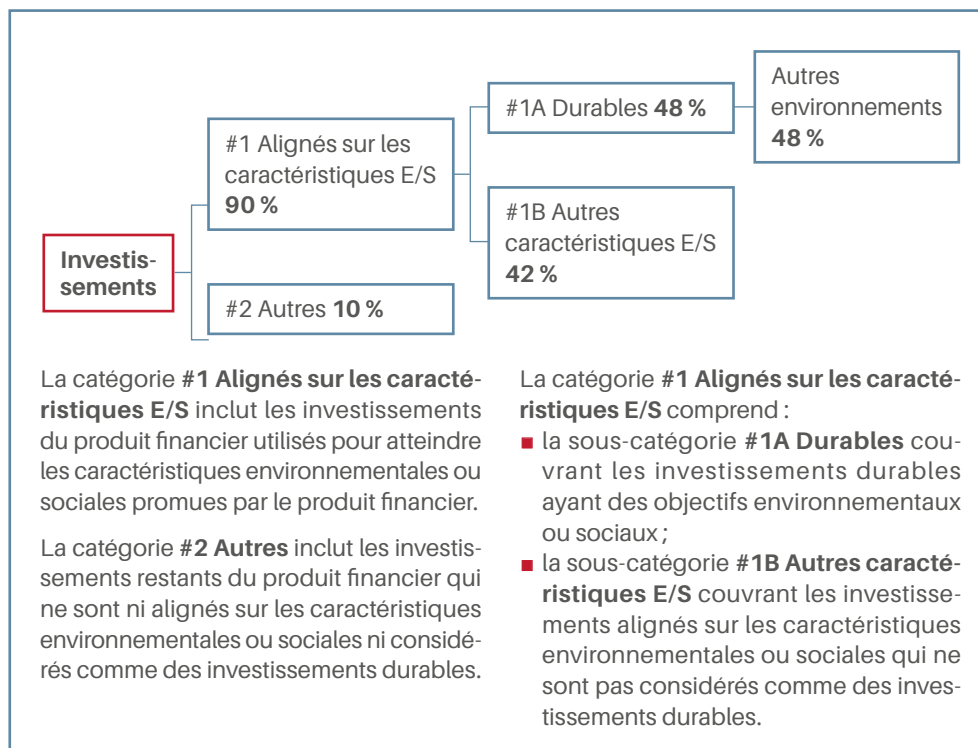 Investis-
sements
#1 Alignés sur les
caractéristiques E/S
90 %
#2 Autres 10 %
#1A Durables 48 %
#1B Autres
caractéristiques E/S
42 %
Autres
environnements
48 %
La catégorie #1 Alignés sur les caracté-
ristiques E/S inclut les investissements
du produit financier utilisés pour atteindre
les caractéristiques environnementales ou
sociales promues par le produit financier.
La catégorie #2 Autres inclut les investis-
sements restants du produit financier qui
ne sont ni alignés sur les caractéristiques
environnementales ou sociales ni considé-
rés comme des investissements durables.
La catégorie #1 Alignés sur les caracté-
ristiques E/S comprend :
■ la sous-catégorie #1A Durables cou-
vrant les investissements durables
ayant des objectifs environnementaux
ou sociaux ;
■ la sous-catégorie #1B Autres caracté-
ristiques E/S couvrant les investisse-
ments alignés sur les caractéristiques
environnementales ou sociales qui ne
sont pas considérés comme des inves-
tissements durables.